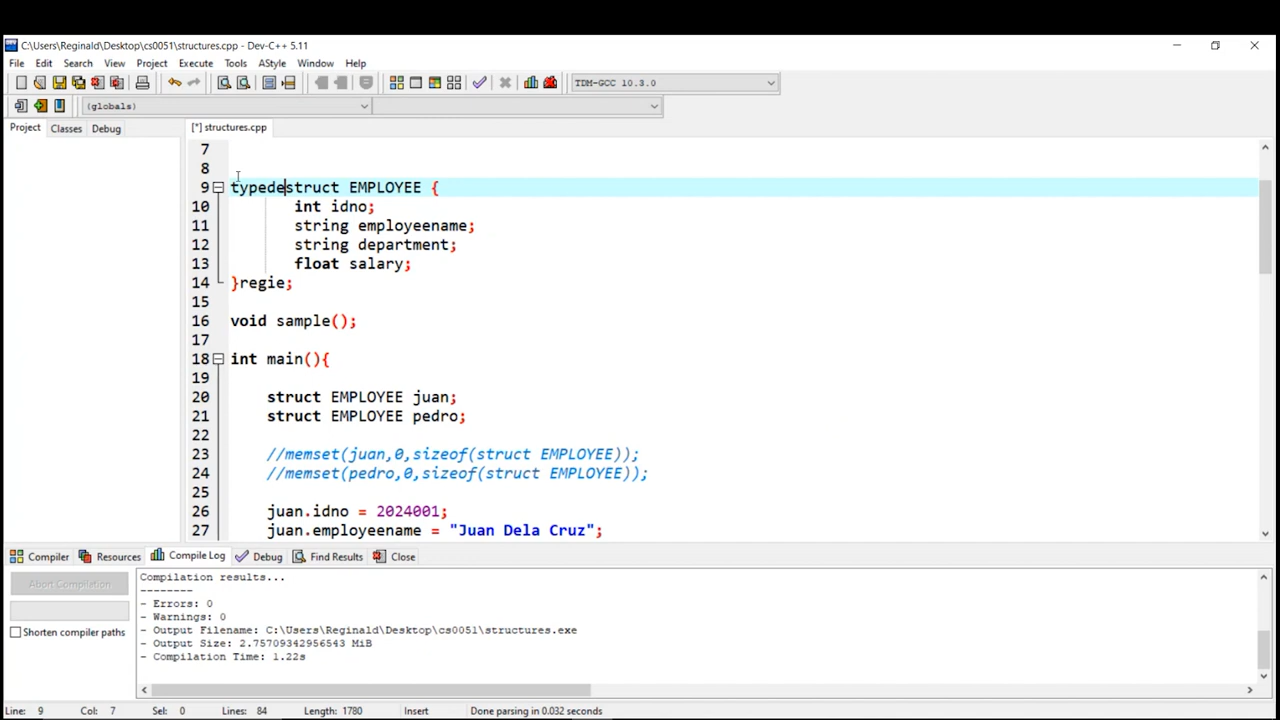 C:\Users\Reginald\Desktop\cs0051\structures.cpp - Dev-C++ 5.11
File Edit Search View Project Execute Tools AStyle Window Help
TDM-GCC 10.3.0
(globals)
Project Classes Debug [*] structures.cpp
7
8
9 typedestruct EMPLOYEE {
10 int idno;
11 string employeename;
12 string department;
13 float salary;
14 }regie;
15
16 void sample();
17
18 int main(){
19
20 struct EMPLOYEE juan;
21 struct EMPLOYEE pedro;
22
23 //memset(juan,0,sizeof(struct EMPLOYEE));
24 //memset(pedro,0,sizeof(struct EMPLOYEE));
25
26 juan.idno = 2024001;
27 juan.employeename = "Juan Dela Cruz";
Compiler Resources Compile Log Debug Find Results Close
Abort Compilation
Shorten compiler paths
Compilation results...
--------
- Errors: 0
- Warnings: 0
- Output Filename: C:\Users\Reginald\Desktop\cs0051\structures.exe
- Output Size: 2.75709342956543 MiB
- Compilation Time: 1.22s
Line: 9 Col: 7 Sel: 0 Lines: 84 Length: 1780 Insert Done parsing in 0.032 seconds